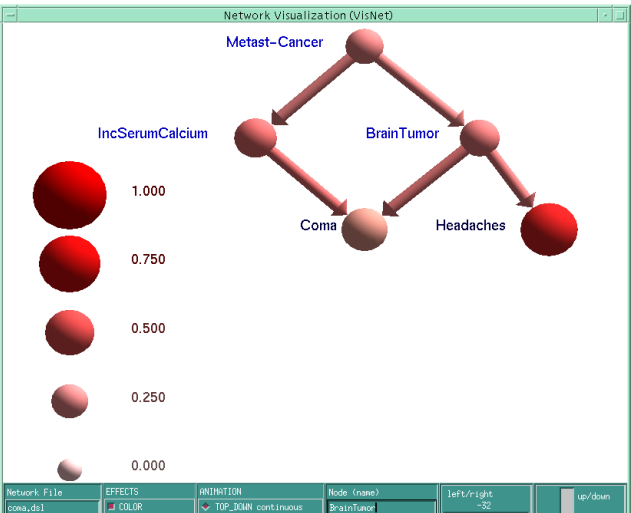 Network Visualization (VisNet)
Metast-Cancer
IncSerumCalcium
BrainTumor
1.000
Coma
Headaches
0.750
0.500
0.250
0.000
Network File
EFFECTS
ANIMATION
Node (name)
left/right
-32
up/down
coma.dsl
COLOR
TOP_DOWN continuous
BrainTumor